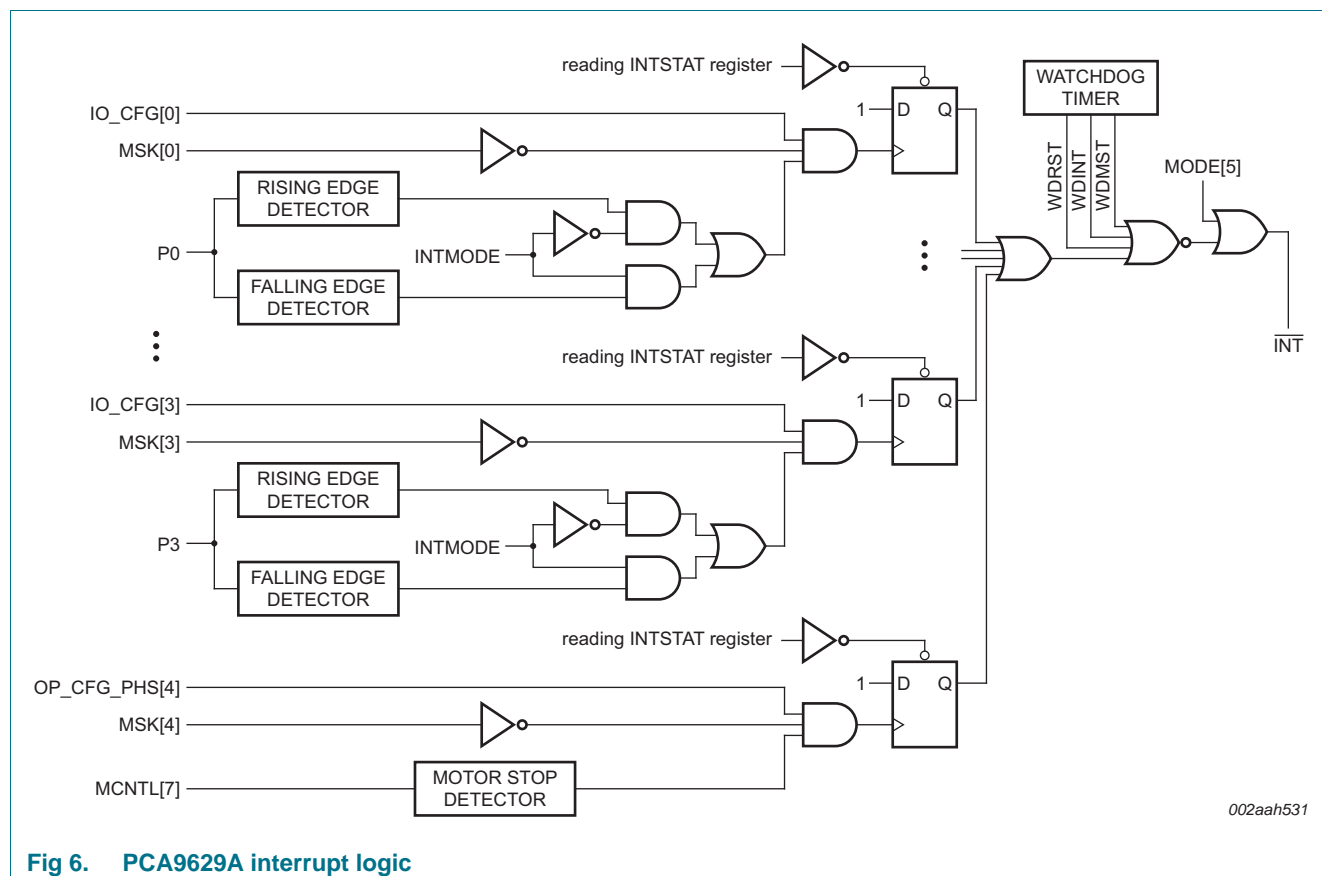 reading INTSTAT register
WATCHDOG
TIMER
IO_CFG[0]
1
D
Q
MSK[0]
WDRST
WDINT
WDMST
MODE[5]
RISING EDGE
DETECTOR
P0
INTMODE
FALLING EDGE
DETECTOR
INT
reading INTSTAT register
IO_CFG[3]
1
D
Q
MSK[3]
RISING EDGE
DETECTOR
P3
INTMODE
FALLING EDGE
DETECTOR
reading INTSTAT register
OP_CFG_PHS[4]
1
D
Q
MSK[4]
MCNTL[7]
MOTOR STOP
DETECTOR
002aah531
Fig 6. PCA9629A interrupt logic